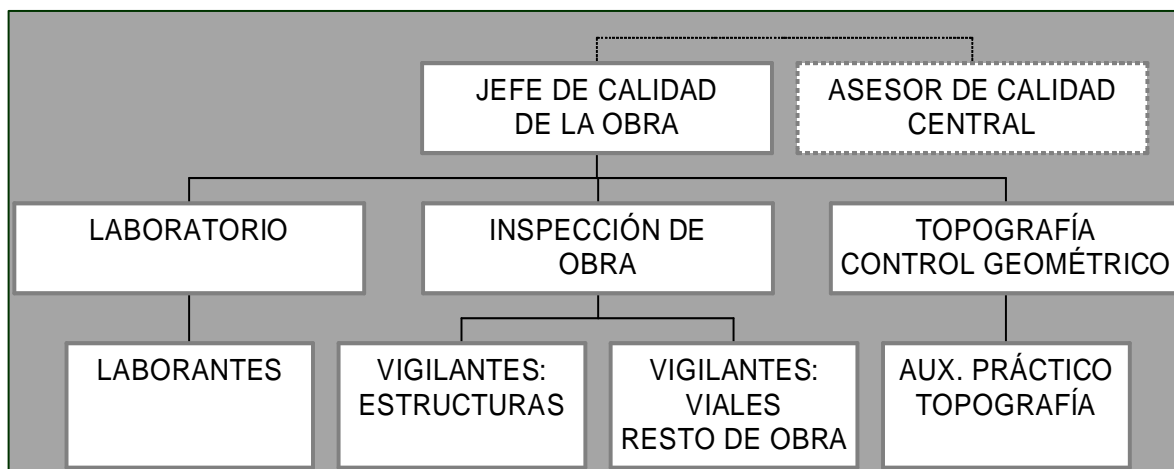 JEFE DE CALIDAD
DE LA OBRA
ASESOR DE CALIDAD
CENTRAL
LABORATORIO
INSPECCIÓN DE
OBRA
TOPOGRAFÍA
CONTROL GEOMÉTRICO
LABORANTES
VIGILANTES:
ESTRUCTURAS
VIGILANTES:
VIALES
RESTO DE OBRA
AUX. PRÁCTICO
TOPOGRAFÍA